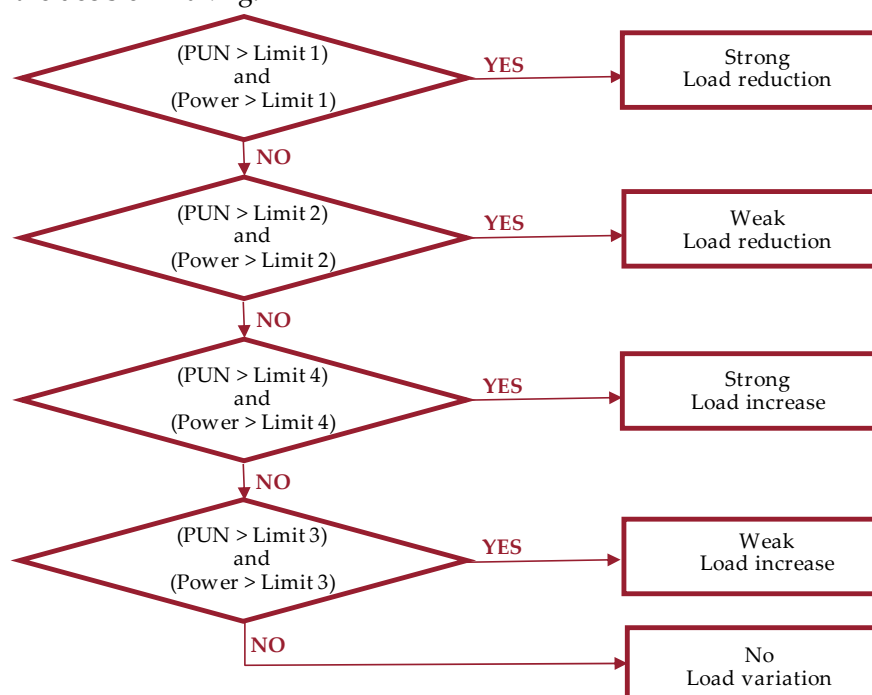 (PUN > Limit 1)
and
(Power > Limit 1)
YES
Strong
Load reduction
NO
(PUN > Limit 2)
and
(Power > Limit 2)
YES
Weak
Load reduction
NO
(PUN > Limit 4)
and
(Power > Limit 4)
YES
Strong
Load increase
NO
(PUN > Limit 3)
and
(Power > Limit 3)
YES
Weak
Load increase
NO
No
Load variation